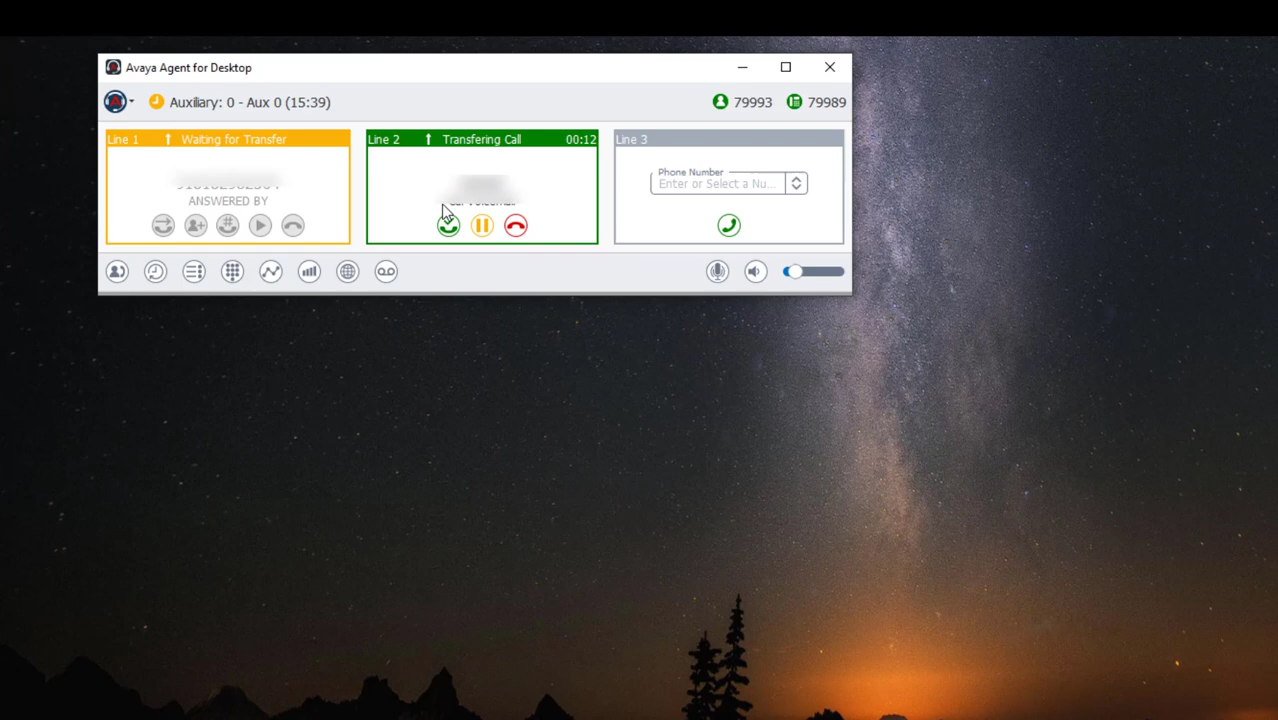 Avaya Agent for Desktop
Auxiliary: 0 - Aux 0 (15:39)
79993
79989
Line 1
Waiting for Transfer
ANSWERED BY
Line 2
Transfering Call
00:12
Line 3
Phone Number
Enter or Select a Nu...